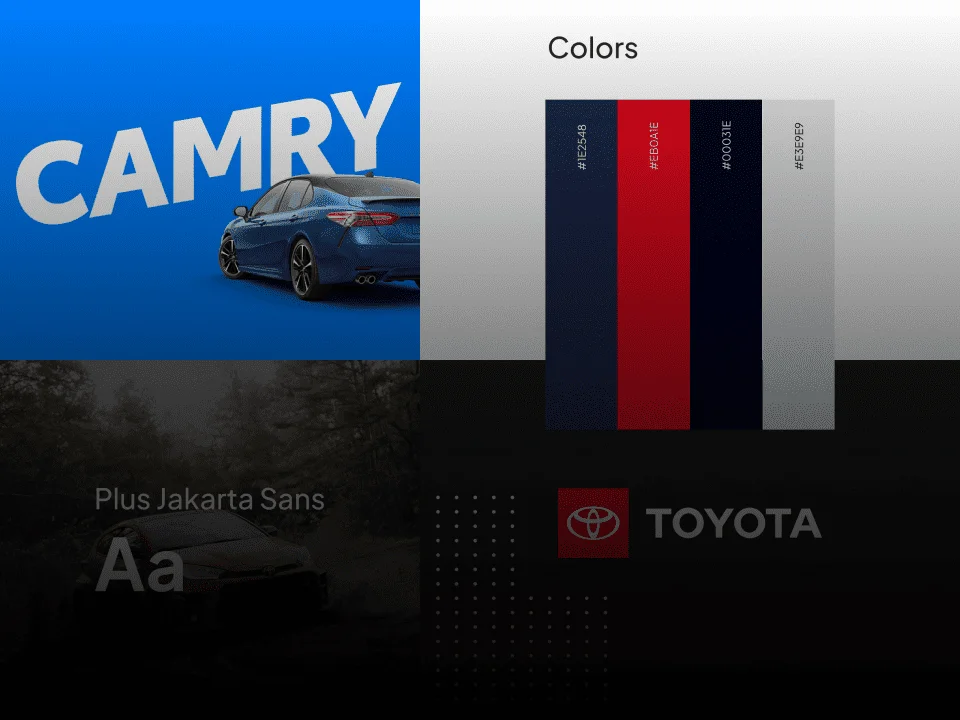 CAMRY
Colors
#1E2548
#EB0A1E
#00031E
#E3E9E9
Plus Jakarta Sans
Aa
TOYOTA